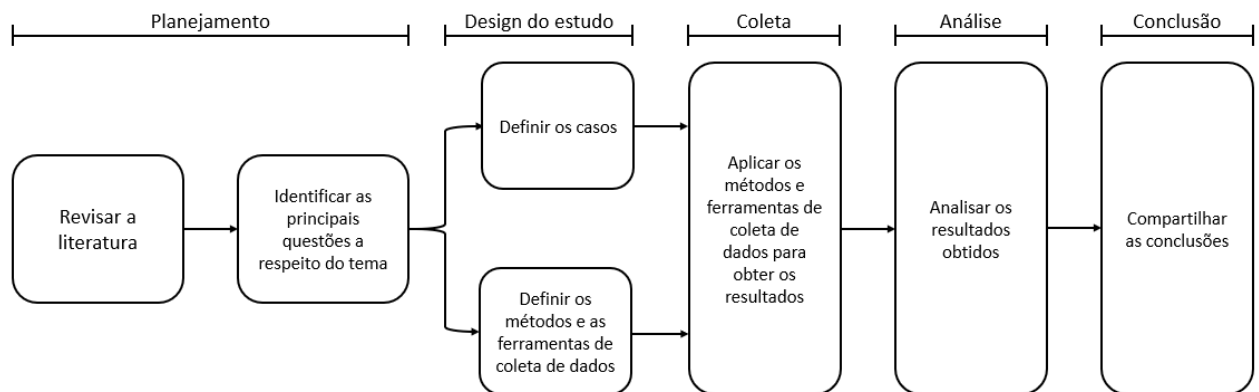 Planejamento
Design do estudo
Coleta
Análise
Conclusão
Revisar a
literatura
Identificar as
principais
questões a
respeito do tema
Definir os casos
Definir os
métodos e as
ferramentas de
coleta de dados
Aplicar os
métodos e
ferramentas de
coleta de
dados para
obter os
resultados
Analisar os
resultados
obtidos
Compartilhar
as conclusões